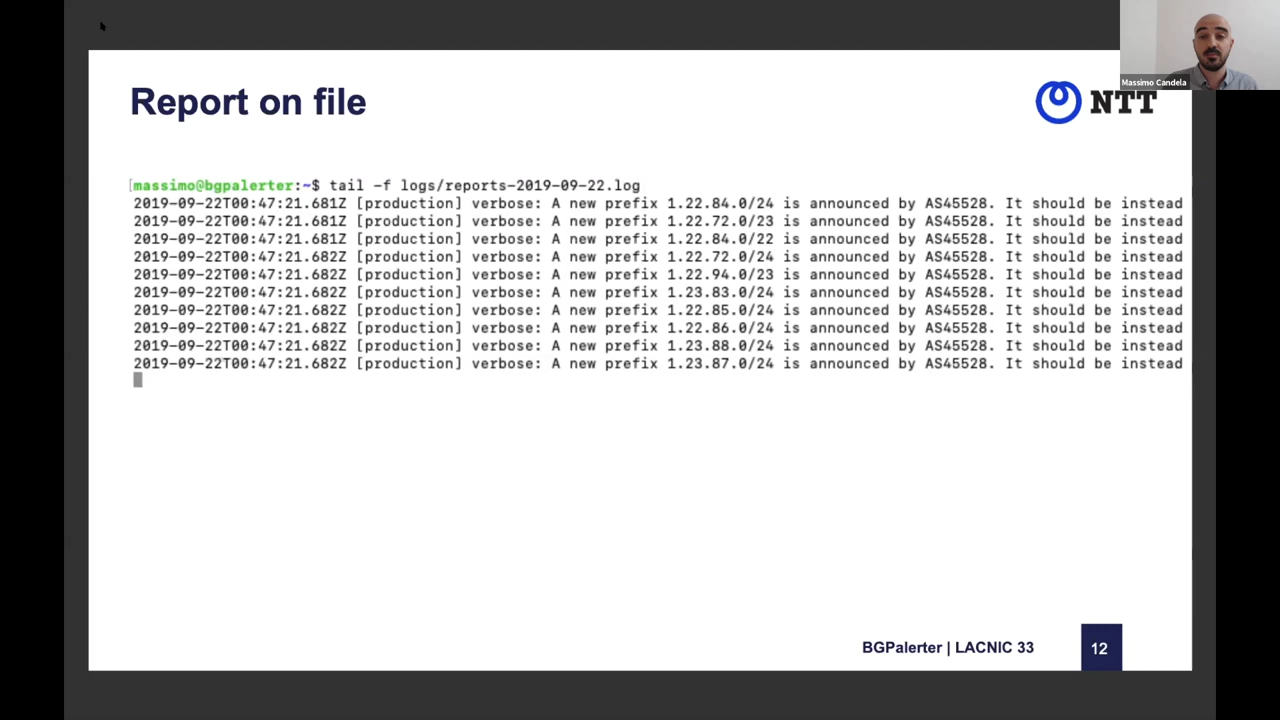 Massimo Candela
Report on file
NTT
massimo@bgpalerter:~$ tail -f logs/reports-2019-09-22.log
2019-09-22T00:47:21.681Z [production] verbose: A new prefix 1.22.84.0/24 is announced by AS45528. It should be instead
2019-09-22T00:47:21.681Z [production] verbose: A new prefix 1.22.72.0/23 is announced by AS45528. It should be instead
2019-09-22T00:47:21.681Z [production] verbose: A new prefix 1.22.84.0/22 is announced by AS45528. It should be instead
2019-09-22T00:47:21.682Z [production] verbose: A new prefix 1.22.72.0/24 is announced by AS45528. It should be instead
2019-09-22T00:47:21.682Z [production] verbose: A new prefix 1.22.94.0/23 is announced by AS45528. It should be instead
2019-09-22T00:47:21.682Z [production] verbose: A new prefix 1.23.83.0/24 is announced by AS45528. It should be instead
2019-09-22T00:47:21.682Z [production] verbose: A new prefix 1.22.85.0/24 is announced by AS45528. It should be instead
2019-09-22T00:47:21.682Z [production] verbose: A new prefix 1.22.86.0/24 is announced by AS45528. It should be instead
2019-09-22T00:47:21.682Z [production] verbose: A new prefix 1.23.88.0/24 is announced by AS45528. It should be instead
2019-09-22T00:47:21.682Z [production] verbose: A new prefix 1.23.87.0/24 is announced by AS45528. It should be instead
BGPalerter | LACNIC 33
12